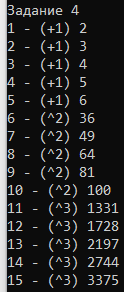 Задание 4
1 - (+1) 2
2 - (+1) 3
3 - (+1) 4
4 - (+1) 5
5 - (+1) 6
6 - (^2) 36
7 - (^2) 49
8 - (^2) 64
9 - (^2) 81
10 - (^2) 100
11 - (^3) 1331
12 - (^3) 1728
13 - (^3) 2197
14 - (^3) 2744
15 - (^3) 3375